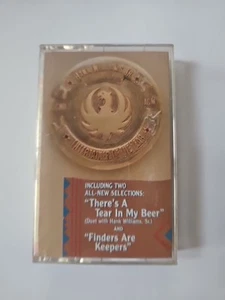 INCLUDING TWO
ALL-NEW SELECTIONS:
"There's A
Tear In My Beer"
(Duet with Hank Williams, Sr.)
AND
"Finders Are
Keepers"